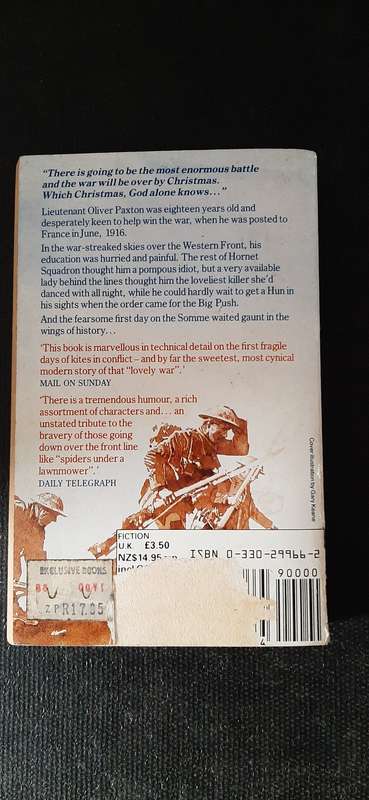 “There is going to be the most enormous battle
and the war will be over by Christmas.
Which Christmas, God alone knows...”
Lieutenant Oliver Paxton was eighteen years old and
desperately keen to help win the war, when he was posted to
France in June, 1916.
In the war-streaked skies over the Western Front, his
education was hurried and painful. The rest of Hornet
Squadron thought him a pompous idiot, but a very available
lady behind the lines thought him the loveliest killer she'd
danced with all night, while he could hardly wait to get a Hun in
his sights when the order came for the Big Push.
And the fearsome first day on the Somme waited gaunt in the
wings of history...
‘This book is marvellous in technical detail on the first fragile
days of kites in conflict – and by far the sweetest, most cynical
modern story of that “lovely war”.’
MAIL ON SUNDAY
‘There is a tremendous humour, a rich
assortment of characters and... an
unstated tribute to the
bravery of those going
down over the front line
like “spiders under a
lawnmower”.’
DAILY TELEGRAPH
Cover illustration by Gary Keane
FICTION
U.K. £3.50
NZ$14.95
ISBN 0-330-29966-2
90000
EXCLUSIVE BOOKS
ZPR17.05